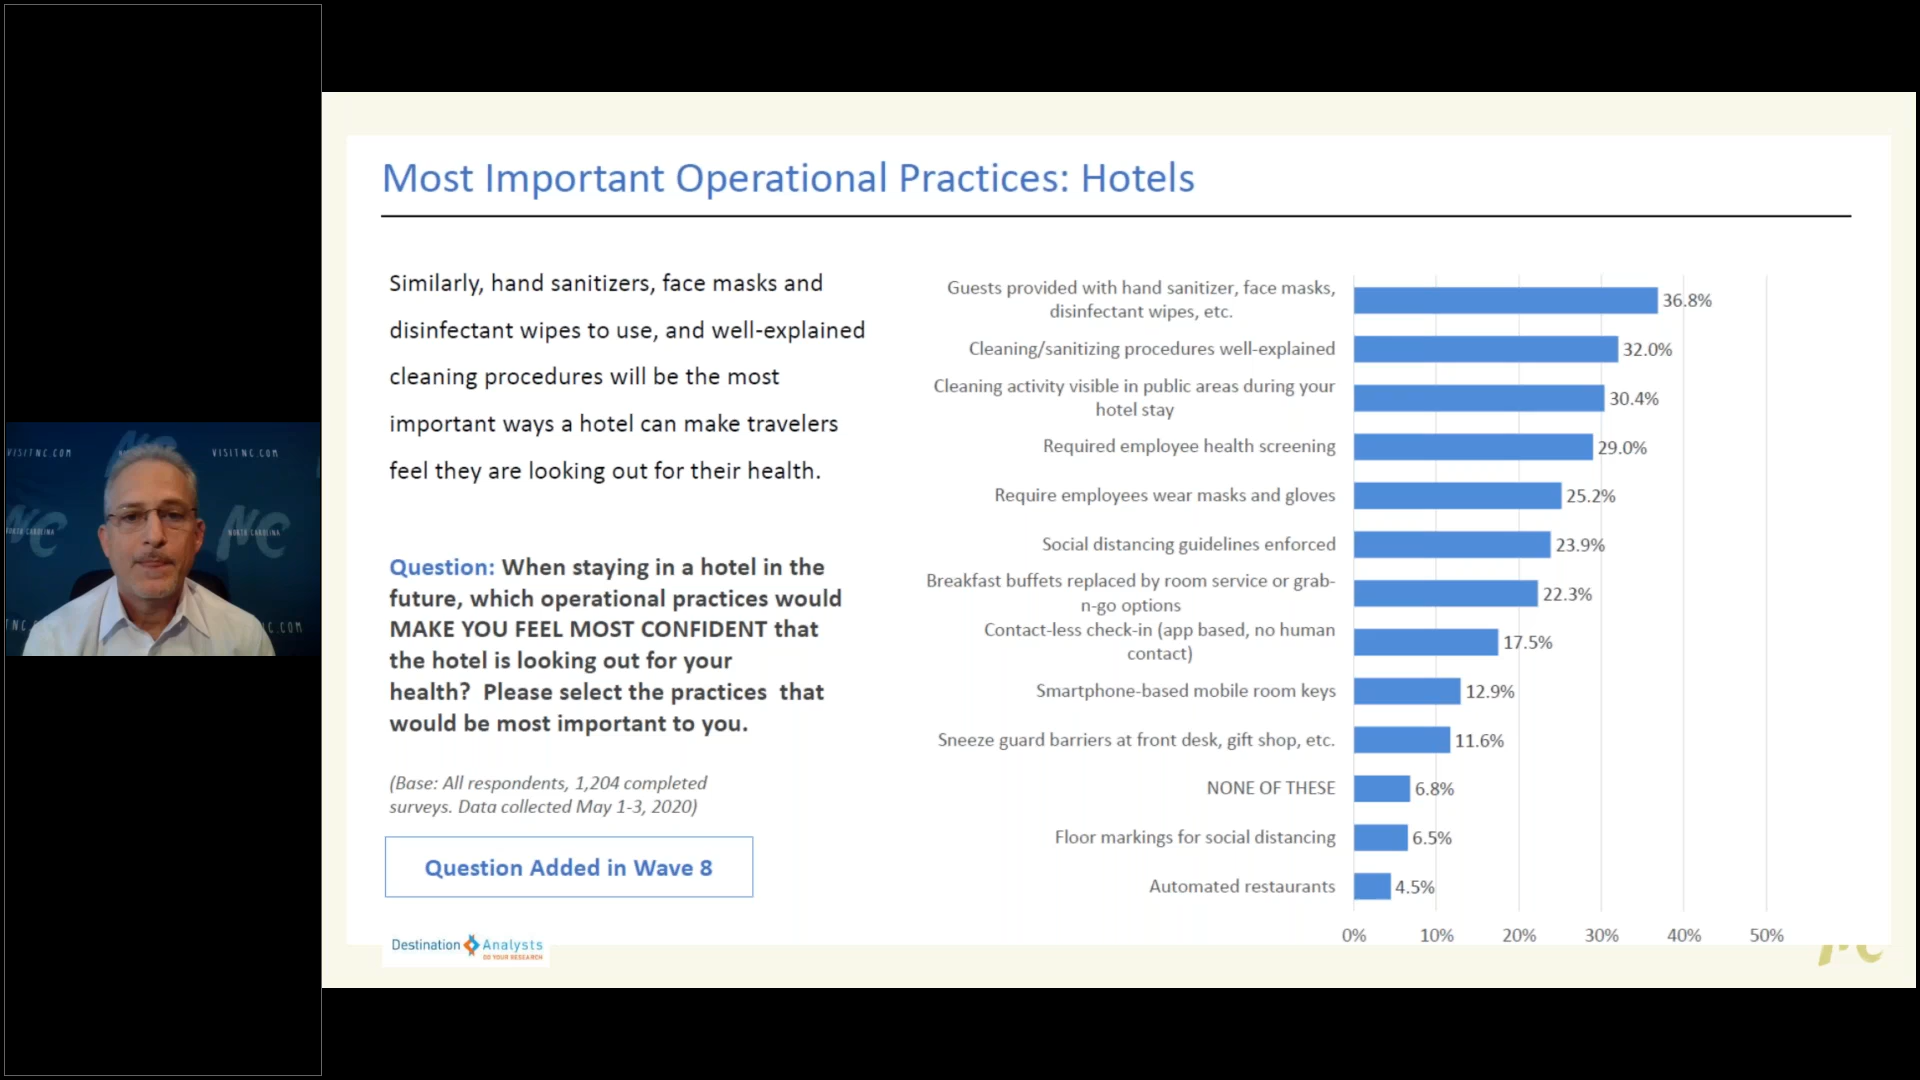 Most Important Operational Practices: Hotels
Similarly, hand sanitizers, face masks and
disinfectant wipes to use, and well-explained
cleaning procedures will be the most
important ways a hotel can make travelers
feel they are looking out for their health.
Question: When staying in a hotel in the
future, which operational practices would
MAKE YOU FEEL MOST CONFIDENT that
the hotel is looking out for your
health?  Please select the practices  that
would be most important to you.
(Base: All respondents, 1,204 completed
surveys. Data collected May 1-3, 2020)
Question Added in Wave 8
Destination Analysts
DO YOUR RESEARCH
Guests provided with hand sanitizer, face masks,
disinfectant wipes, etc.
36.8%
Cleaning/sanitizing procedures well-explained
32.0%
Cleaning activity visible in public areas during your
hotel stay
30.4%
Required employee health screening
29.0%
Require employees wear masks and gloves
25.2%
Social distancing guidelines enforced
23.9%
Breakfast buffets replaced by room service or grab-
n-go options
22.3%
Contact-less check-in (app based, no human
contact)
17.5%
Smartphone-based mobile room keys
12.9%
Sneeze guard barriers at front desk, gift shop, etc.
11.6%
NONE OF THESE
6.8%
Floor markings for social distancing
6.5%
Automated restaurants
4.5%
0% 10% 20% 30% 40% 50%
VISITNC.COM
VISITNC.COM
NC
NORTH CAROLINA
NC
NORTH CAROLINA